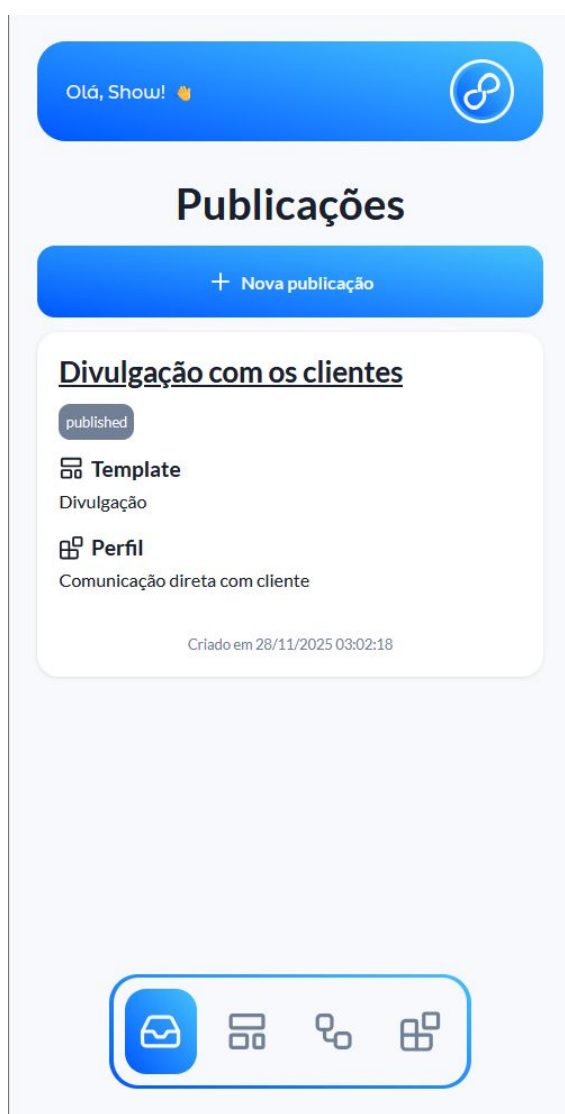 Olá, Show! 👋
Publicações
+ Nova publicação
Divulgação com os clientes
published
Template
Divulgação
Perfil
Comunicação direta com cliente
Criado em 28/11/2025 03:02:18